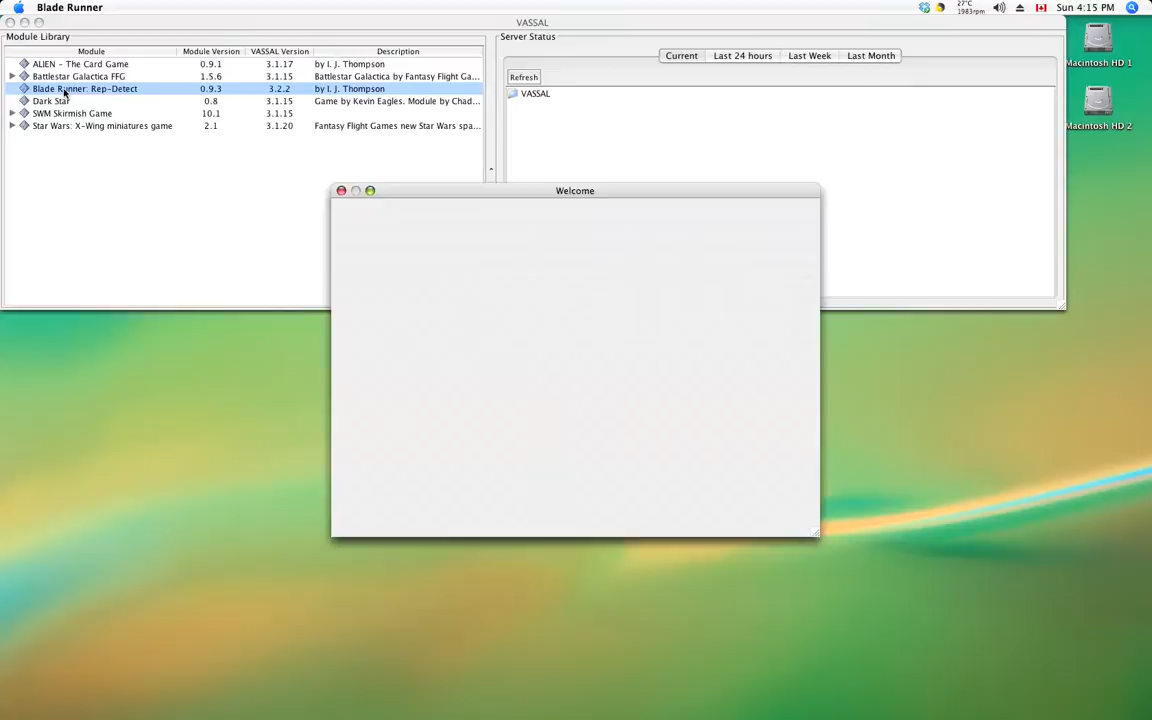 Blade Runner
27°C
1983rpm
Sun 4:15 PM
VASSAL
Module Library
Module Module Version VASSAL Version Description
ALIEN - The Card Game 0.9.1 3.1.17 by I. J. Thompson
Battlestar Galactica FFG 1.5.6 3.1.15 Battlestar Galactica by Fantasy Flight Ga...
Blade Runner: Rep-Detect 0.9.3 3.2.2 by I. J. Thompson
Dark Star 0.8 3.1.15 Game by Kevin Eagles. Module by Chad...
SWM Skirmish Game 10.1 3.1.15
Star Wars: X-Wing miniatures game 2.1 3.1.20 Fantasy Flight Games new Star Wars spa...
Server Status
Current Last 24 hours Last Week Last Month
Refresh
VASSAL
Macintosh HD 1
Macintosh HD 2
Welcome